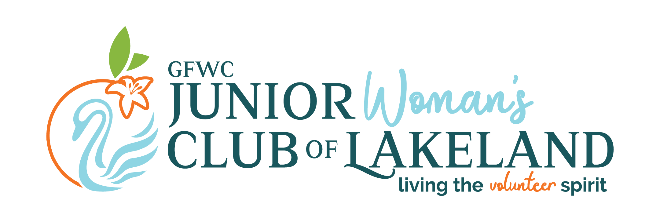 GFWC
JUNIOR Woman's
CLUB OF LAKELAND
living the volunteer spirit